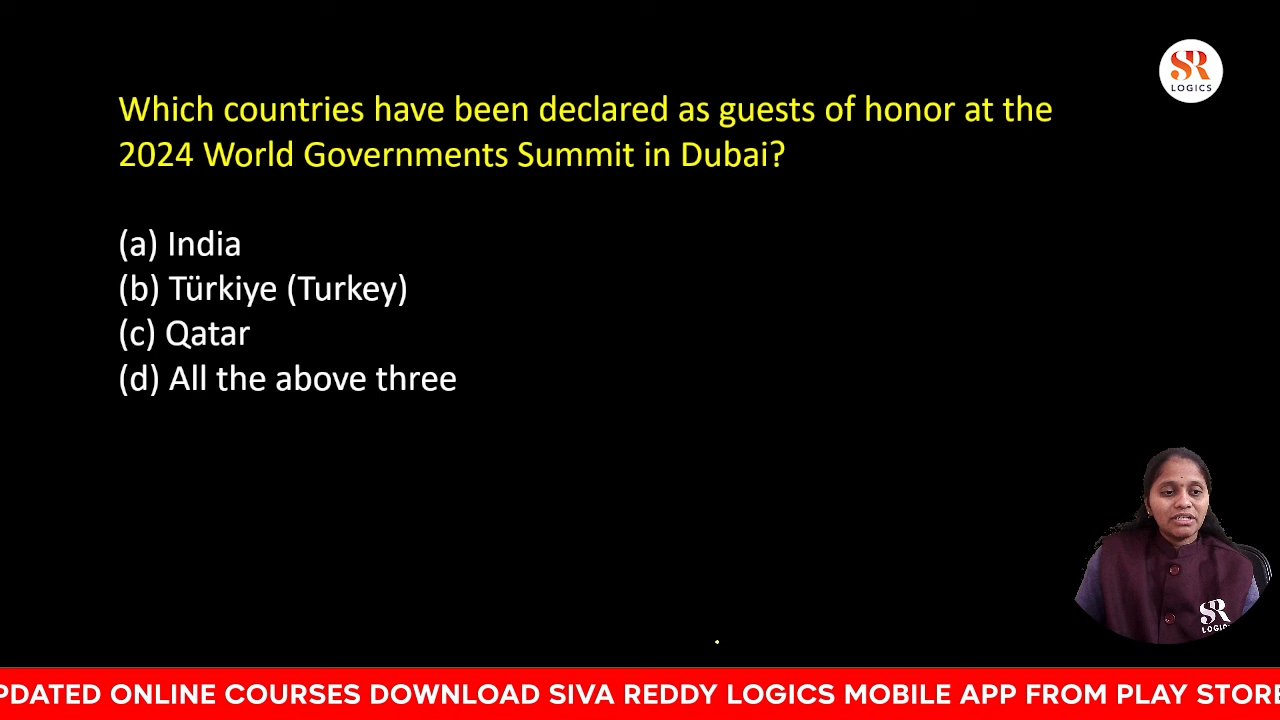 SR
LOGICS
Which countries have been declared as guests of honor at the
2024 World Governments Summit in Dubai?
(a) India
(b) Türkiye (Turkey)
(c) Qatar
(d) All the above three
SR
LOGICS
PDATED ONLINE COURSES DOWNLOAD SIVA REDDY LOGICS MOBILE APP FROM PLAY STORE